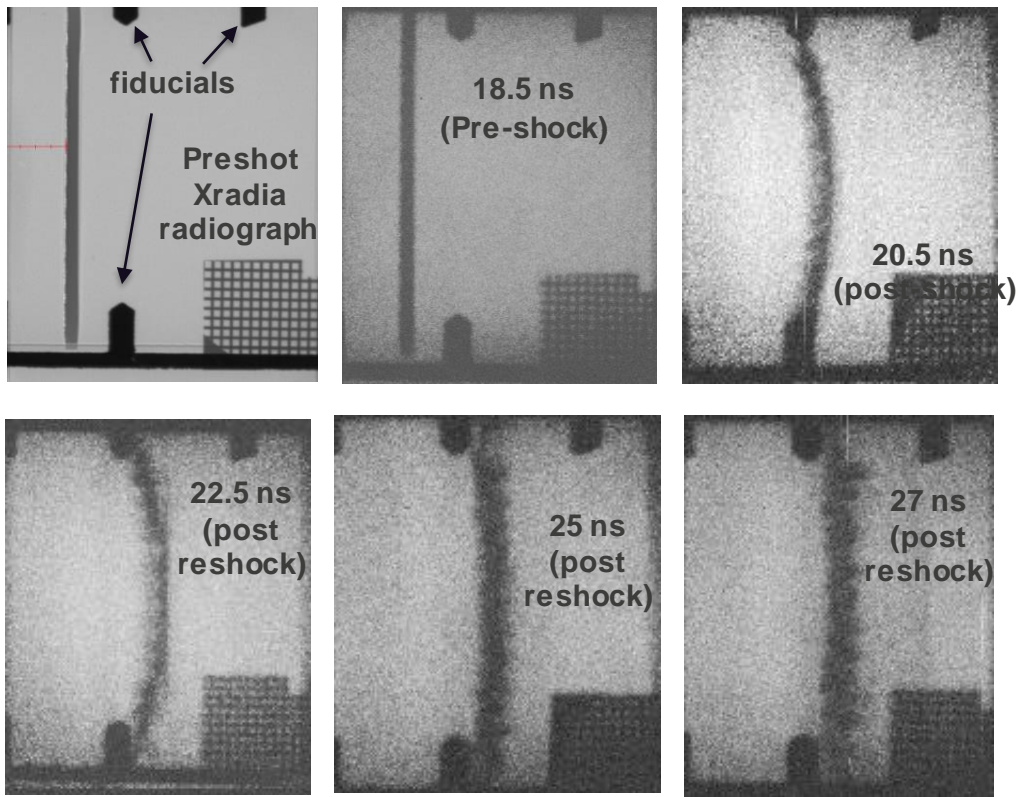 fiducials
Preshot
Xradia
radiograph
18.5 ns
(Pre-shock)
20.5 ns
(post-shock)
22.5 ns
(post
reshock)
25 ns
(post
reshock)
27 ns
(post
reshock)